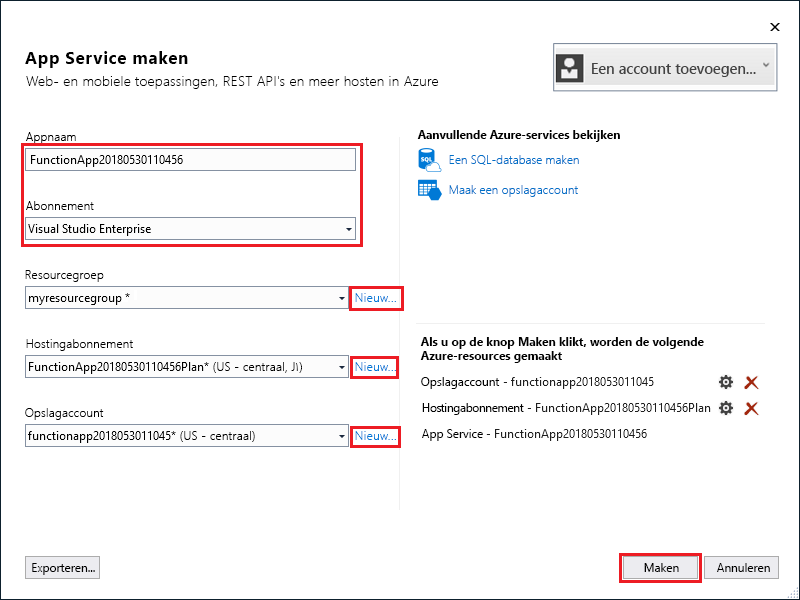 App Service maken
Web- en mobiele toepassingen, REST API's en meer hosten in Azure
Een account toevoegen...
Appnaam
FunctionApp20180530110456
Abonnement
Visual Studio Enterprise
Resourcegroep
myresourcegroup *
Nieuw...
Hostingabonnement
FunctionApp20180530110456Plan* (US - centraal,
Nieuw...
Opslagaccount
functionapp2018053011045* (US - centraal)
Nieuw...
Aanvullende Azure-services bekijken
SQL
Een SQL-database maken
Maak een opslagaccount
Als u op de knop Maken klikt, worden de volgende
Azure-resources gemaakt
Opslagaccount - functionapp2018053011045
Hostingabonnement - FunctionApp20180530110456Plan
App Service - FunctionApp20180530110456
Exporteren...
Maken
Annuleren